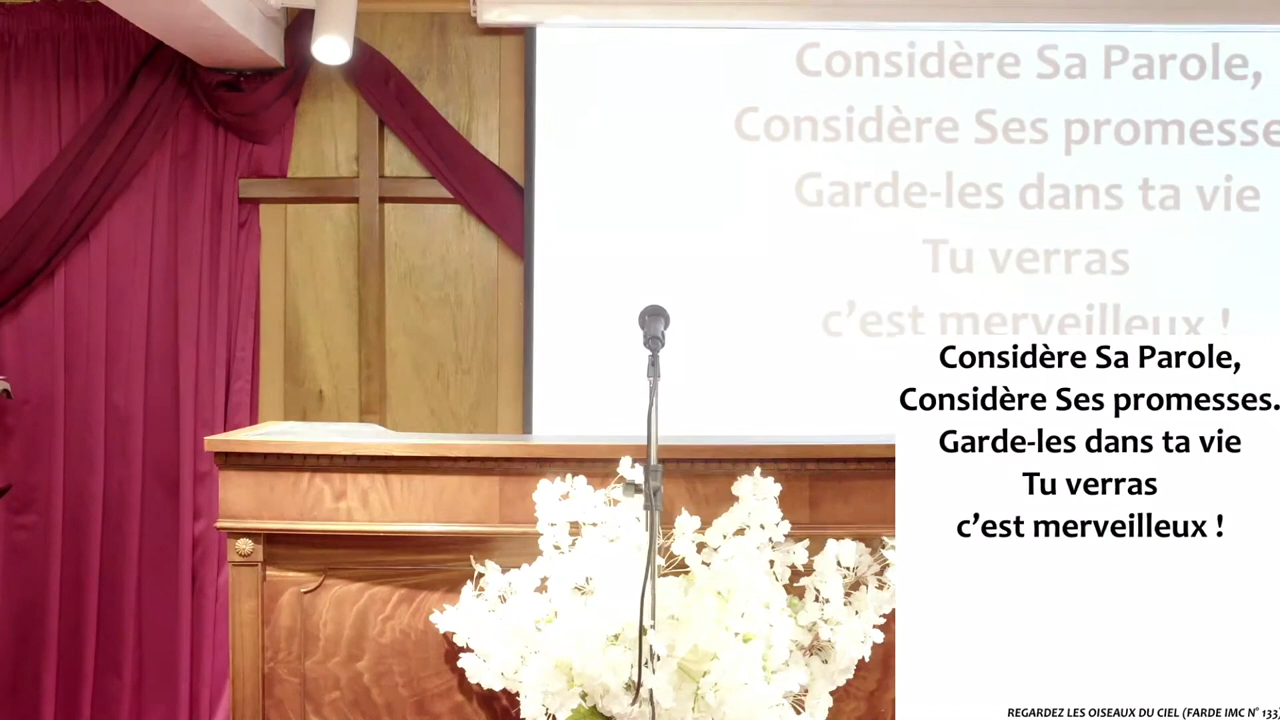 Considère Sa Parole,
Considère Ses promesse
Garde-les dans ta vie
Tu verras
c’est merveilleux !
Considère Sa Parole,
Considère Ses promesses.
Garde-les dans ta vie
Tu verras
c’est merveilleux !
REGARDEZ LES OISEAUX DU CIEL (FARDE IMC N° 133)